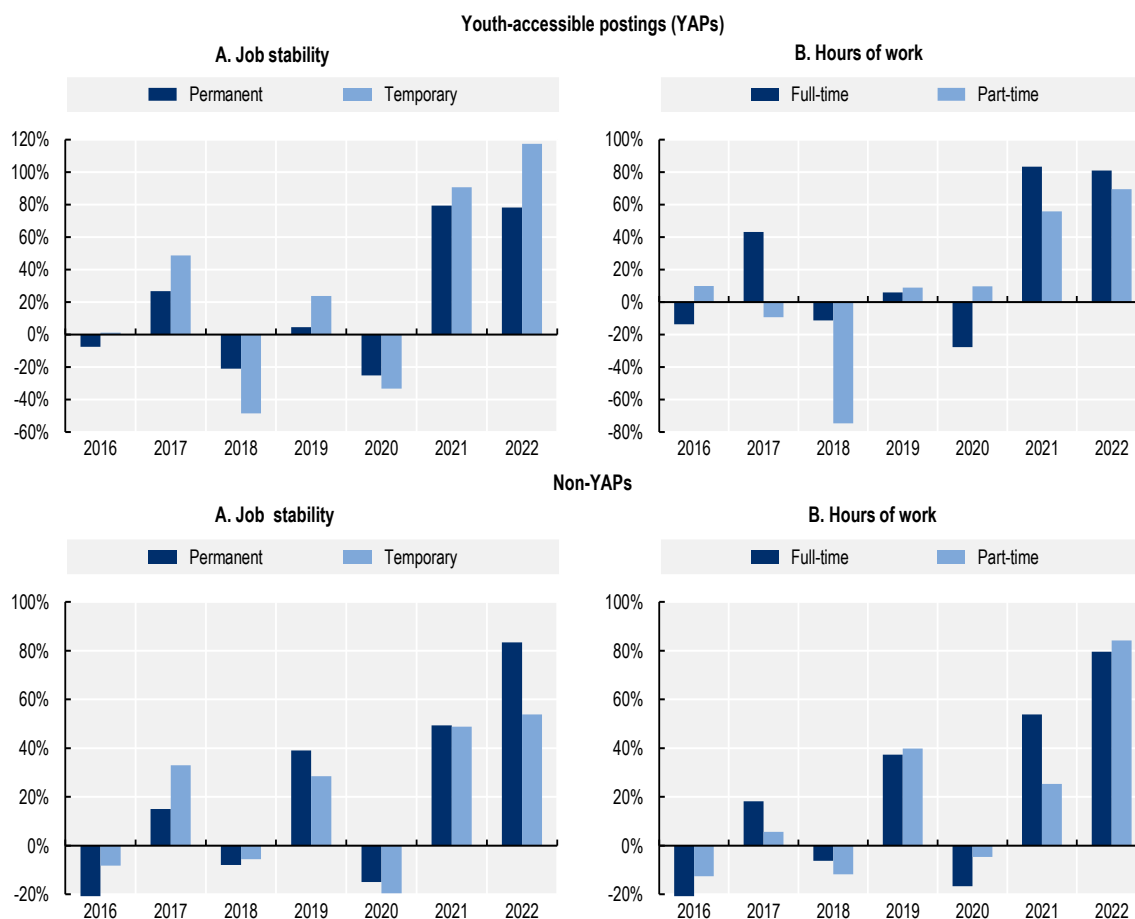 Youth-accessible postings (YAPs)
A. Job stability
B. Hours of work
Permanent Temporary
Full-time Part-time
120%
100%
80%
60%
40%
20%
0%
-20%
-40%
-60%
2016 2017 2018 2019 2020 2021 2022
100%
80%
60%
40%
20%
0%
-20%
-40%
-60%
-80%
2016 2017 2018 2019 2020 2021 2022
Non-YAPs
A. Job stability
B. Hours of work
Permanent Temporary
Full-time Part-time
100%
80%
60%
40%
20%
0%
-20%
2016 2017 2018 2019 2020 2021 2022
100%
80%
60%
40%
20%
0%
-20%
2016 2017 2018 2019 2020 2021 2022